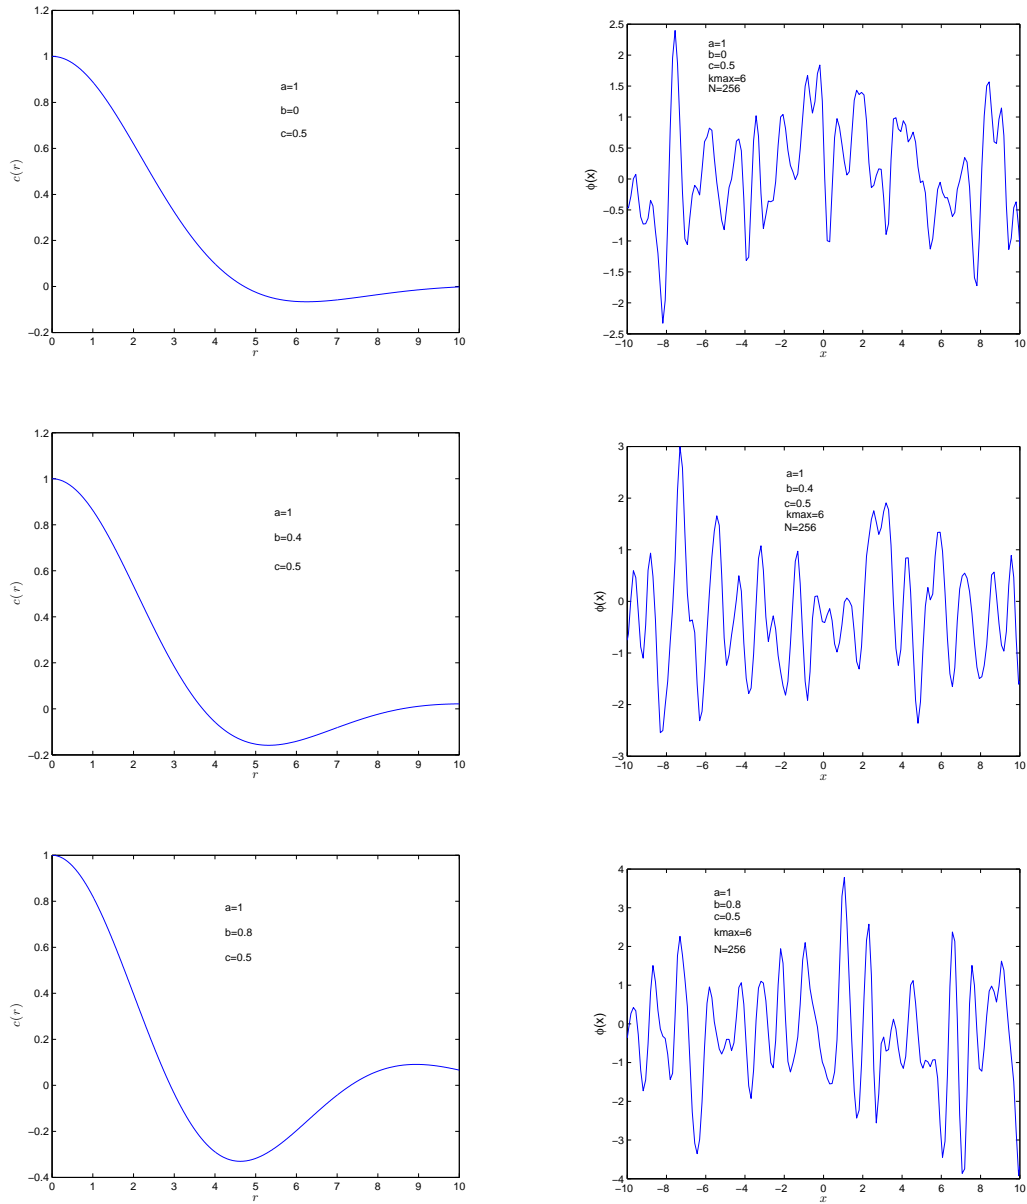 1.2
1
0.8
0.6
0.4
0.2
0
−0.2
c(r)
0 1 2 3 4 5 6 7 8 9 10
r
a=1
b=0
c=0.5
2.5
2
1.5
1
0.5
0
−0.5
−1
−1.5
−2
2.5
ϕ(x)
−10 −8 −6 −4 −2 0 2 4 6 8 10
x
a=1
b=0
c=0.5
kmax=6
N=256
1.2
1
0.8
0.6
0.4
0.2
0
−0.2
c(r)
0 1 2 3 4 5 6 7 8 9 10
r
a=1
b=0.4
c=0.5
3
2
1
0
−1
−2
−3
ϕ(x)
−10 −8 −6 −4 −2 0 2 4 6 8 10
x
a=1
b=0.4
c=0.5
kmax=6
N=256
1
0.8
0.6
0.4
0.2
0
−0.2
−0.4
c(r)
0 1 2 3 4 5 6 7 8 9 10
r
a=1
b=0.8
c=0.5
4
3
2
1
0
−1
−2
−3
−4
ϕ(x)
−10 −8 −6 −4 −2 0 2 4 6 8 10
x
a=1
b=0.8
c=0.5
kmax=6
N=256